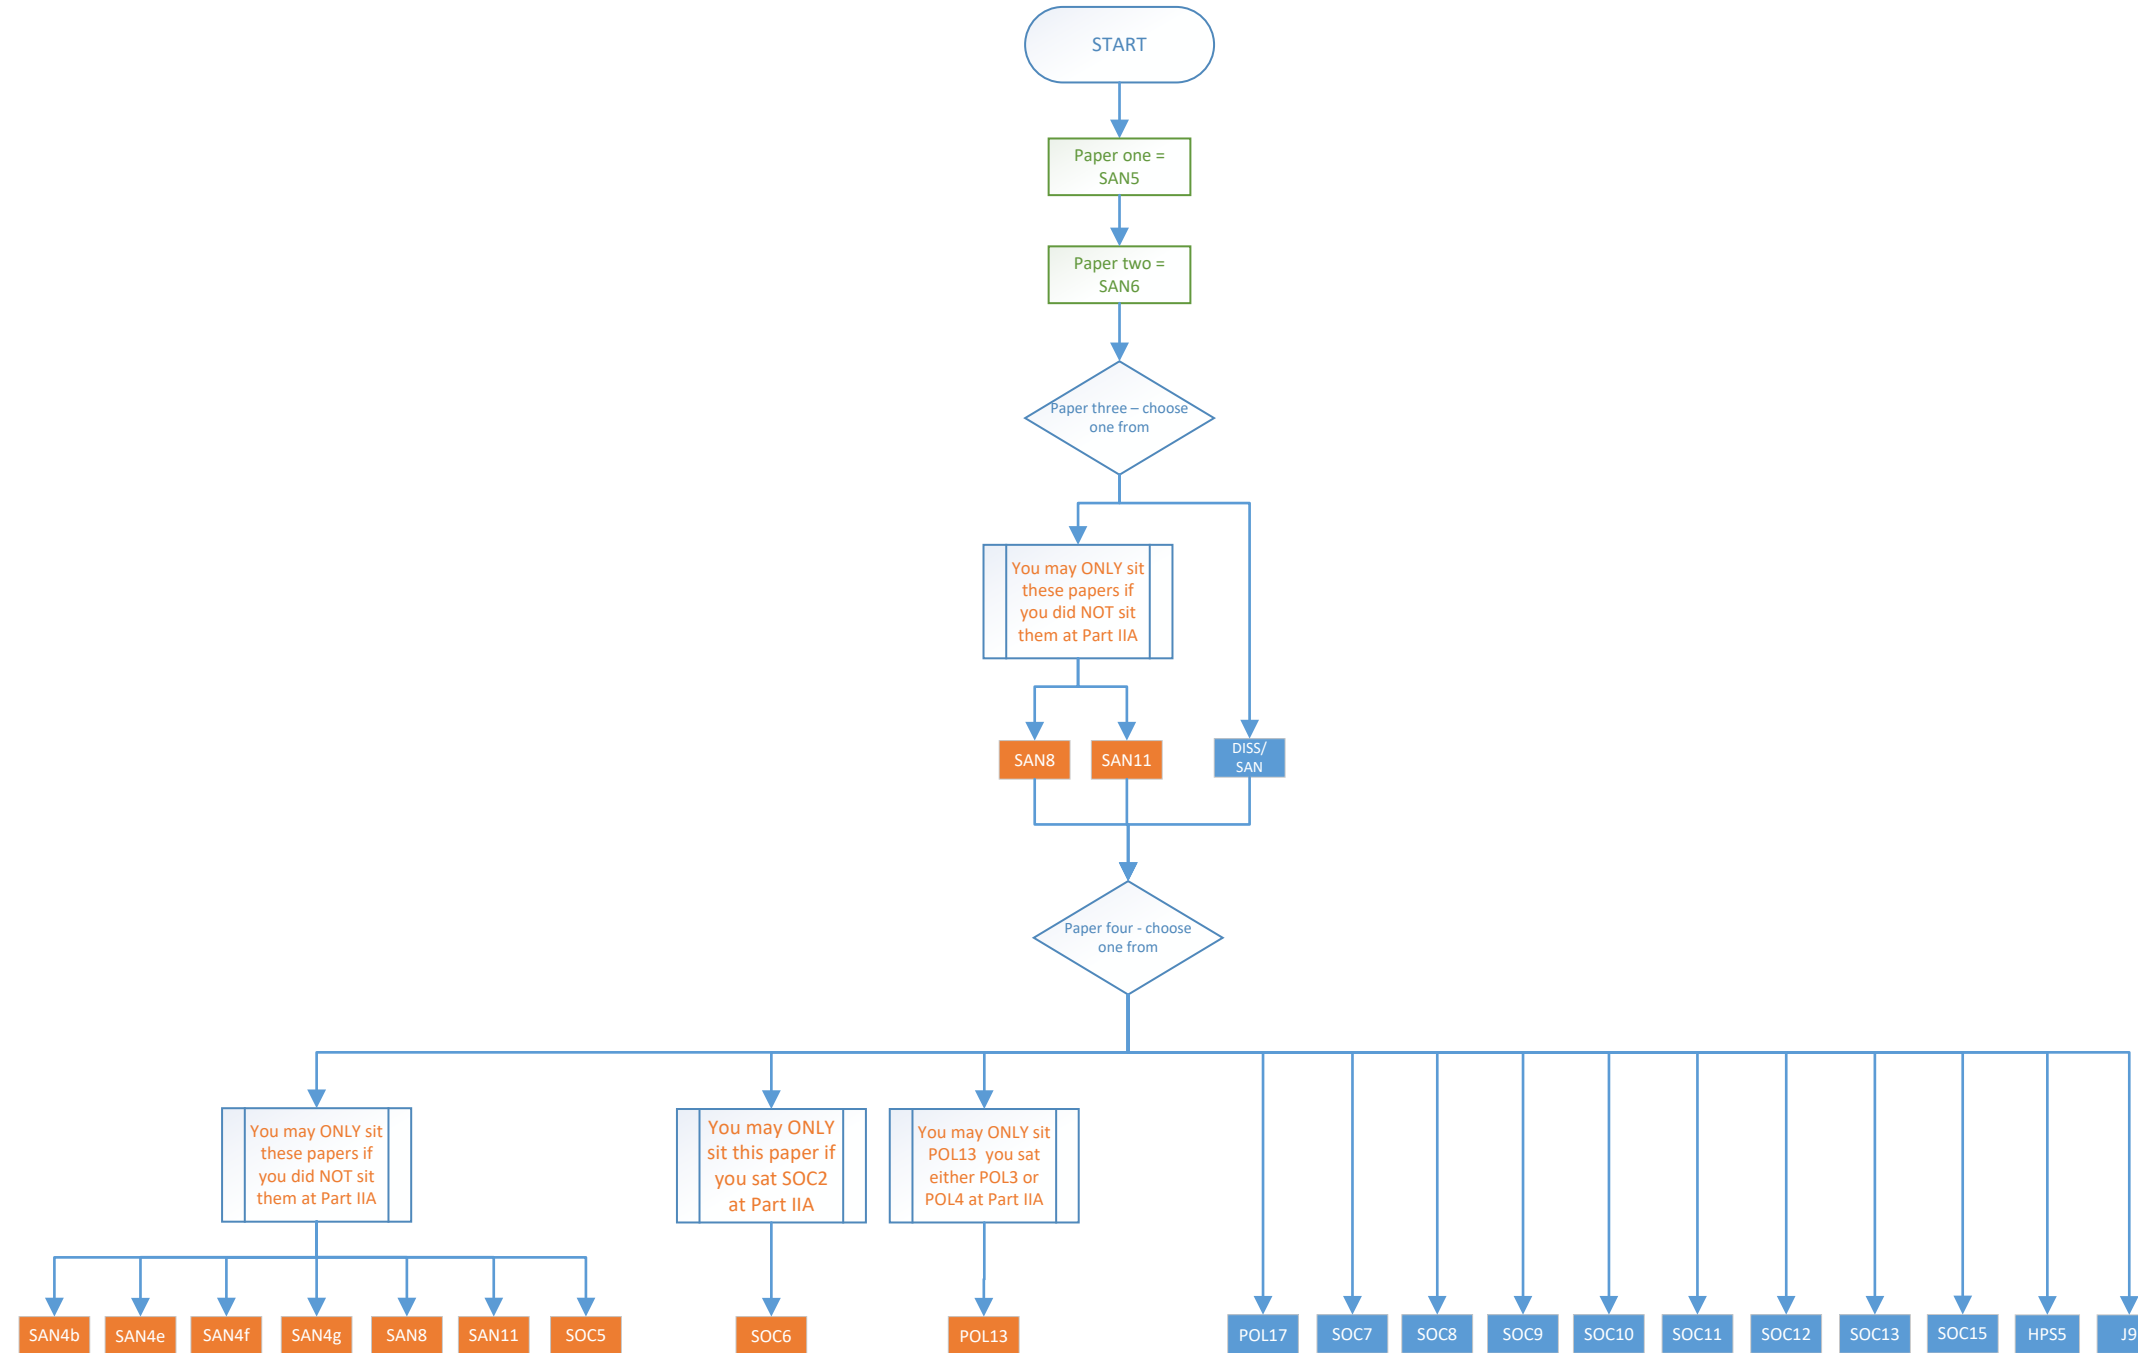 START
Paper one =
SAN5
Paper two =
SAN6
Paper three – choose
one from
You may ONLY sit
these papers if
you did NOT sit
them at Part IIA
SAN8
SAN11
DISS/
SAN
Paper four - choose
one from
You may ONLY sit
these papers if
you did NOT sit
them at Part IIA
You may ONLY
sit this paper if
you sat SOC2
at Part IIA
You may ONLY sit
POL13  you sat
either POL3 or
POL4 at Part IIA
SAN4b
SAN4e
SAN4f
SAN4g
SAN8
SAN11
SOC5
SOC6
POL13
POL17
SOC7
SOC8
SOC9
SOC10
SOC11
SOC12
SOC13
SOC15
HPS5
J9